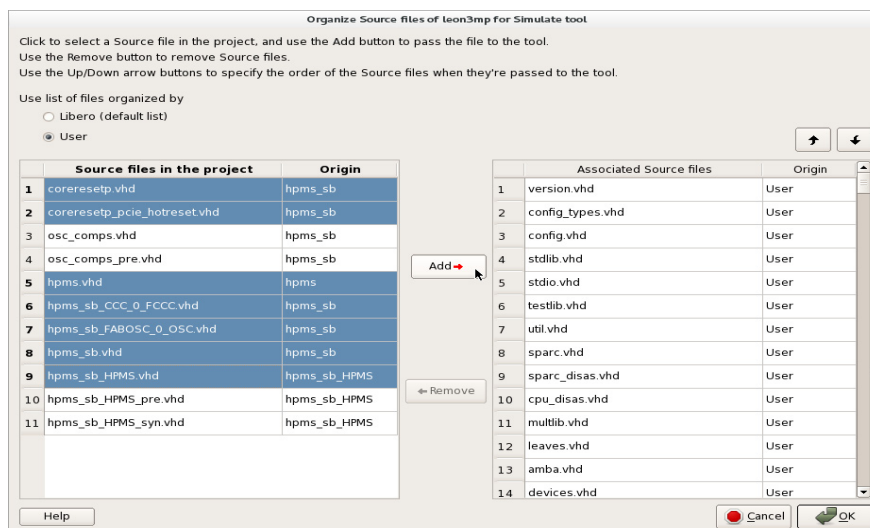 Organize Source files of leon3mp for Simulate tool
Click to select a Source file in the project, and use the Add button to pass the file to the tool.
Use the Remove button to remove Source files.
Use the Up/Down arrow buttons to specify the order of the Source files when they're passed to the tool.
Use list of files organized by
Libero (default list)
User
Source files in the project Origin
1 coreresetp.vhd hpms_sb
2 coreresetp_pcie_hotreset.vhd hpms_sb
3 osc_comps.vhd hpms_sb
4 osc_comps_pre.vhd hpms_sb
5 hpms.vhd hpms
6 hpms_sb_CCC_0_FCCC.vhd hpms_sb
7 hpms_sb_FABOSC_0_OSC.vhd hpms_sb
8 hpms_sb.vhd hpms_sb
9 hpms_sb_HPMS.vhd hpms_sb_HPMS
10 hpms_sb_HPMS_pre.vhd hpms_sb_HPMS
11 hpms_sb_HPMS_syn.vhd hpms_sb_HPMS
Add
Remove
Associated Source files Origin
1 version.vhd User
2 config_types.vhd User
3 config.vhd User
4 stdlib.vhd User
5 stdio.vhd User
6 testlib.vhd User
7 util.vhd User
8 sparc.vhd User
9 sparc_disas.vhd User
10 cpu_disas.vhd User
11 multlib.vhd User
12 leaves.vhd User
13 amba.vhd User
14 devices.vhd User
Help
Cancel
OK